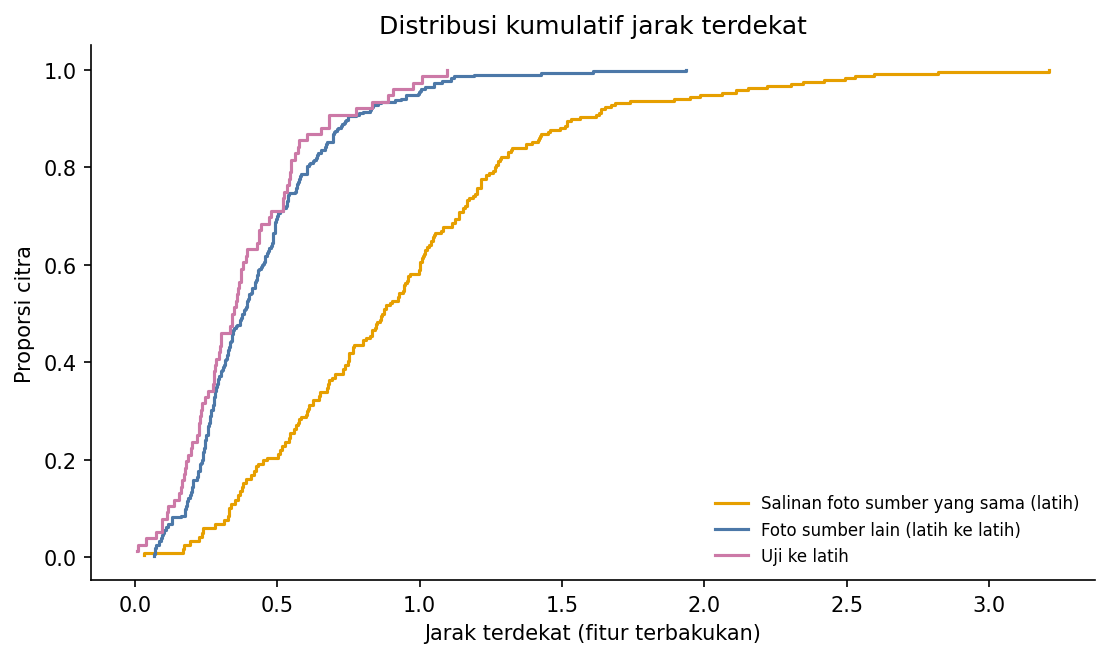 Distribusi kumulatif jarak terdekat
Proporsi citra
1.0
0.8
0.6
0.4
0.2
0.0
Salinan foto sumber yang sama (latih)
Foto sumber lain (latih ke latih)
Uji ke latih
0.0 0.5 1.0 1.5 2.0 2.5 3.0
Jarak terdekat (fitur terbakukan)